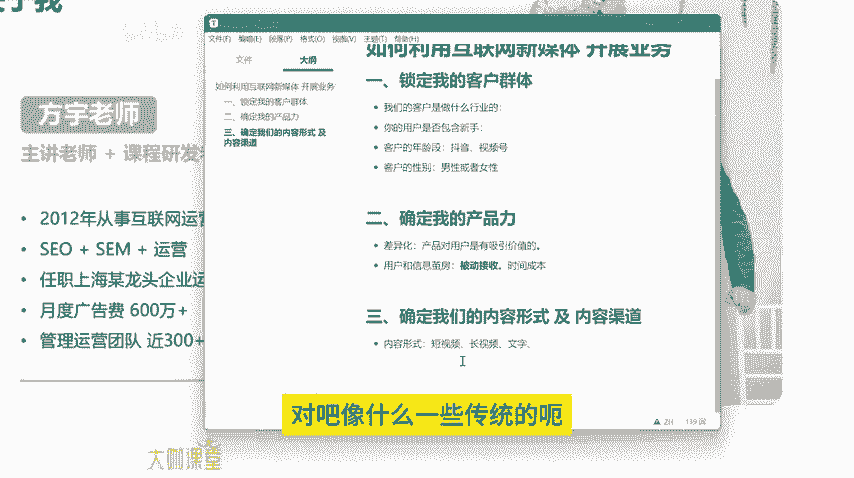 方宇老师
主讲老师 + 课程研发
• 2012年从事互联网运营
• SEO + SEM + 运营
• 任职上海某龙头企业运
• 月度广告费 600万+
• 管理运营团队 近300+
文件(F) 编辑(E) 段落(P) 格式(O) 视图(V) 主题(T) 帮助(H)
文件 大纲
如何利用互联网新媒体 开展业务
一、锁定我的客户群体
二、确定我的产品力
三、确定我们的内容形式 及
内容渠道
如何利用互联网新媒体 开展业务
一、锁定我的客户群体
• 我们的客户是做什么行业的:
• 你的用户是否包含新手:
• 客户的年龄段: 抖音、视频号
• 客户的性别: 男性或者女性
二、确定我的产品力
• 差异化: 产品对用户是有吸引价值的。
• 用户和信息茧房: 被动接收。时间成本
三、确定我们的内容形式 及 内容渠道
• 内容形式: 短视频、长视频、文字、
ZH 139 词
对吧像什么一些传统的呃